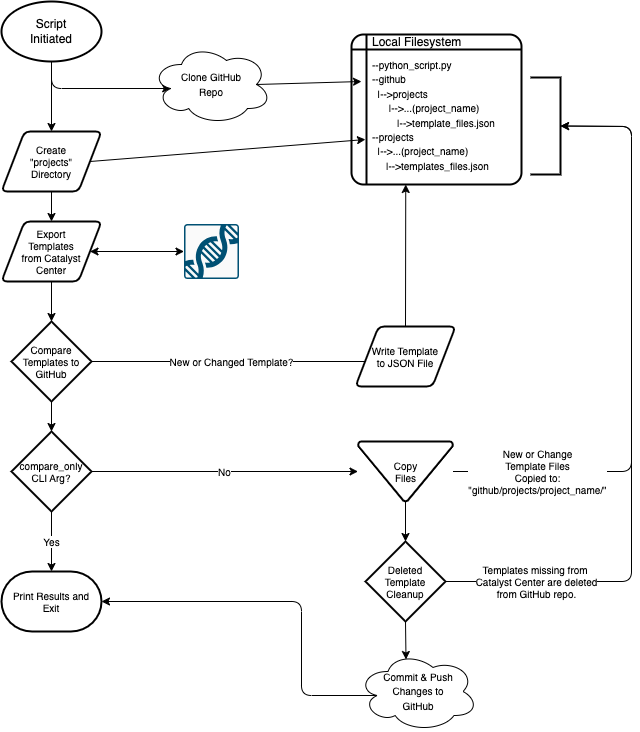 Script
Initiated
Clone GitHub
Repo
Local Filesystem
--python_script.py
--github
|-->projects
|-->...(project_name)
|-->template_files.json
--projects
|-->...(project_name)
|-->templates_files.json
Create
"projects"
Directory
Export
Templates
from Catalyst
Center
Compare
Templates to
GitHub
New or Changed Template?
Write Template
to JSON File
compare_only
CLI Arg?
No
Copy
Files
New or Change
Template Files
Copied to:
"github/projects/project_name/"
Yes
Deleted
Template
Cleanup
Templates missing from
Catalyst Center are deleted
from GitHub repo.
Print Results and
Exit
Commit & Push
Changes to
GitHub